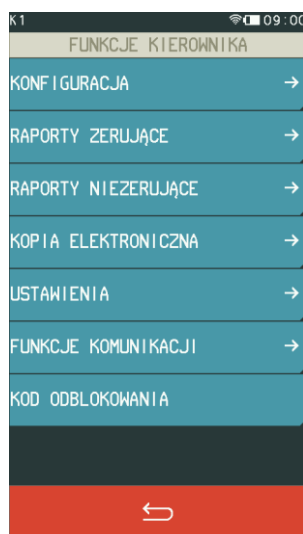 K1 09:00
FUNKCJE KIEROWNIKA
KONFIGURACJA
RAPORTY ZERUJĄCE
RAPORTY NIEZERUJĄCE
KOPIA ELEKTRONICZNA
USTAWIENIA
FUNKCJE KOMUNIKACJI
KOD ODBLOKOWANIA